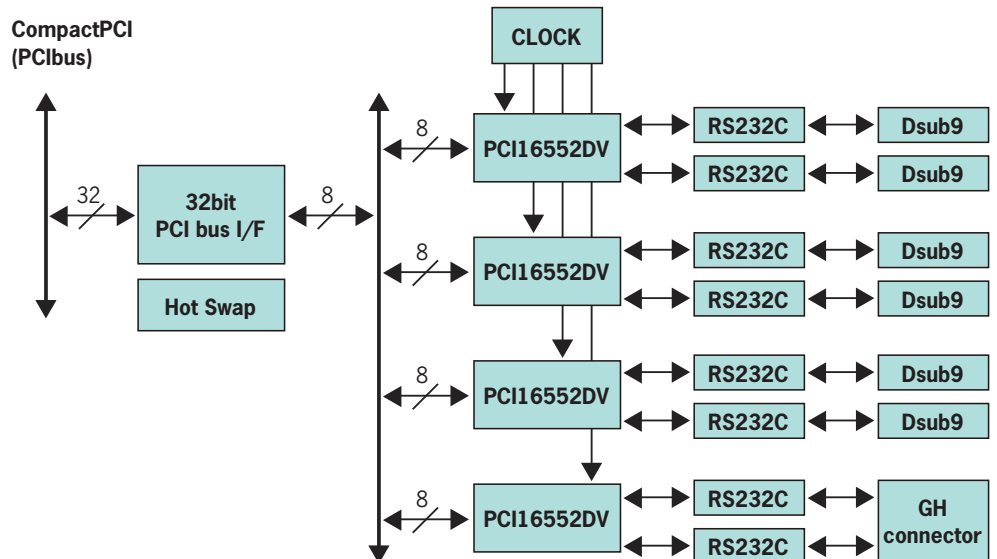 CompactPCI
(PCIbus)
CLOCK
32
32bit
PCI bus I/F
8
Hot Swap
8
PCI16552DV
RS232C
Dsub9
RS232C
Dsub9
8
PCI16552DV
RS232C
Dsub9
RS232C
Dsub9
8
PCI16552DV
RS232C
Dsub9
RS232C
Dsub9
8
PCI16552DV
RS232C
RS232C
GH
connector